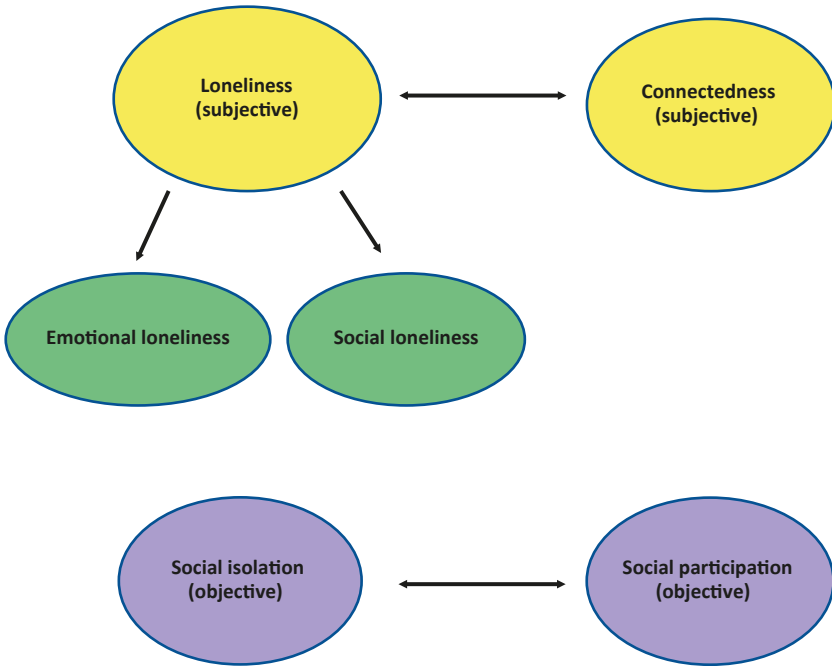 Loneliness
(subjective)
Connectedness
(subjective)
Emotional loneliness
Social loneliness
Social isolation
(objective)
Social participation
(objective)